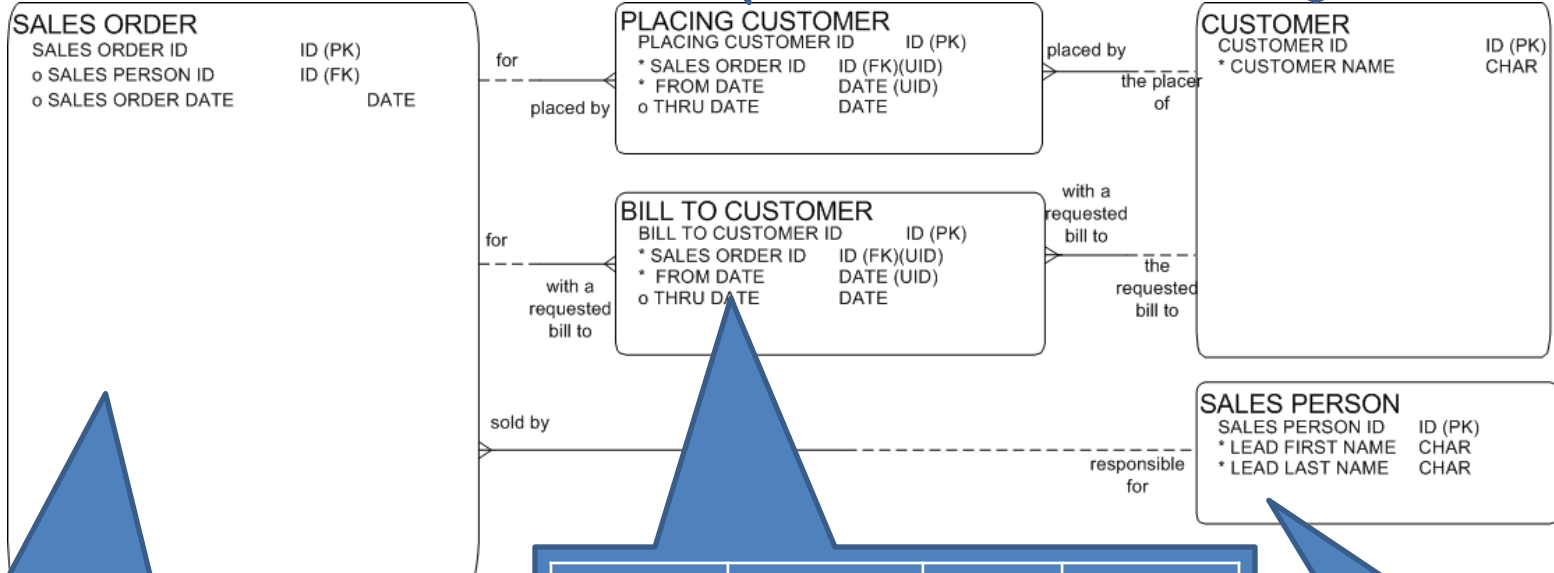 SALES ORDER
SALES ORDER ID ID (PK)
o SALES PERSON ID ID (FK)
o SALES ORDER DATE DATE
for
placed by
PLACING CUSTOMER
PLACING CUSTOMER ID ID (PK)
* SALES ORDER ID ID (FK)(UID)
* FROM DATE DATE (UID)
o THRU DATE DATE
placed by
the placer
of
CUSTOMER
CUSTOMER ID ID (PK)
* CUSTOMER NAME CHAR
for
with a
requested
bill to
BILL TO CUSTOMER
BILL TO CUSTOMER ID ID (PK)
* SALES ORDER ID ID (FK)(UID)
* FROM DATE DATE (UID)
o THRU DATE DATE
with a
requested
bill to
the
requested
bill to
sold by
responsible
for
SALES PERSON
SALES PERSON ID ID (PK)
* LEAD FIRST NAME CHAR
* LEAD LAST NAME CHAR